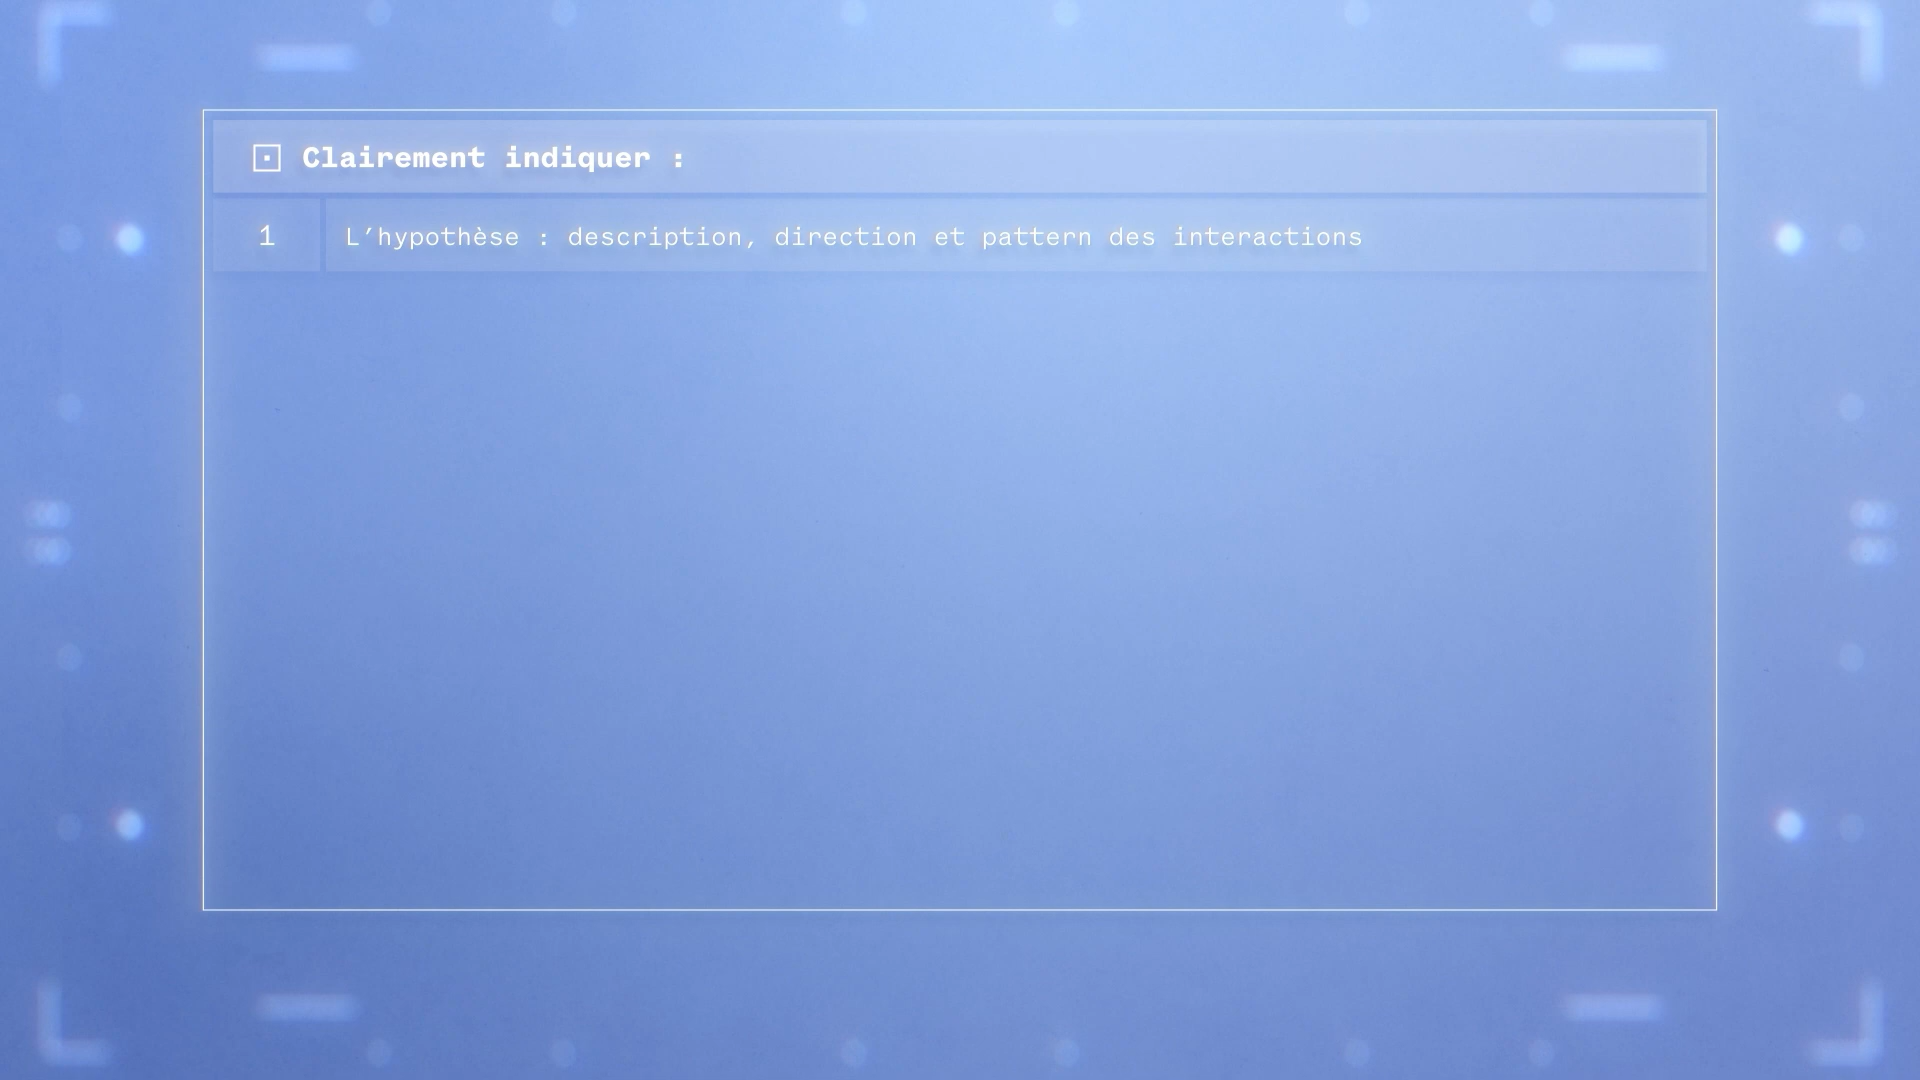 Clairement indiquer :
1 L’hypothèse : description, direction et pattern des interactions